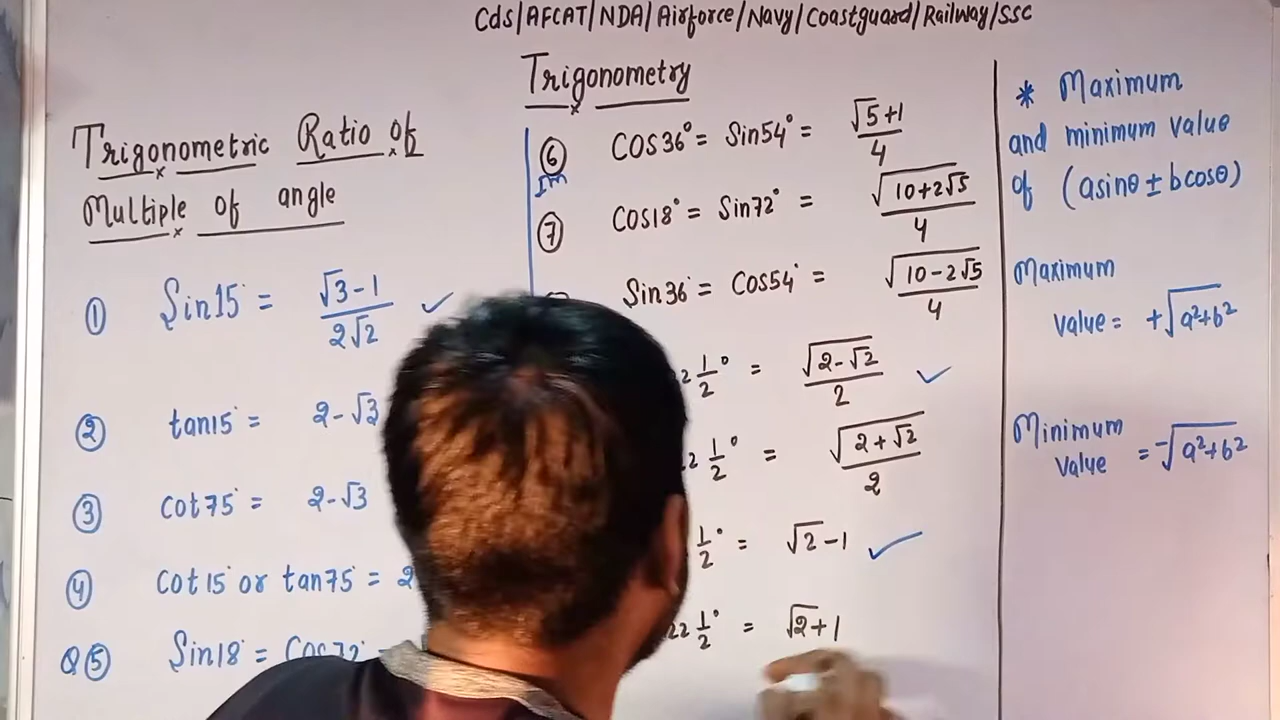 Cds/AFCAT/NDA/Airforce/Navy/Coastguard/Railway/SSC
Trigonometry
Trigonometric Ratio of
Multiple of angle
① Sin15° = √3-1 / 2√2 ✓
② tan15° = 2-√3
③ cot75° = 2-√3
④ Cot15° or tan75° = 2
Q⑤ Sin18° = Cos72°
⑥ COS36° = Sin54° = √5+1 / 4
Im
⑦ Cos18° = Sin72° = √(10+2√5) / 4
Sin36° = Cos54° = √(10-2√5) / 4
2 1/2° = √(2-√2) / 2 ✓
2 1/2° = √(2+√2) / 2
1/2° = √2-1 ✓
22 1/2° = √2+1
* Maximum
and minimum value
of (asinθ ± bcosθ)
Maximum
value = +√(a²+b²)
Minimum
value = -√(a²+b²)